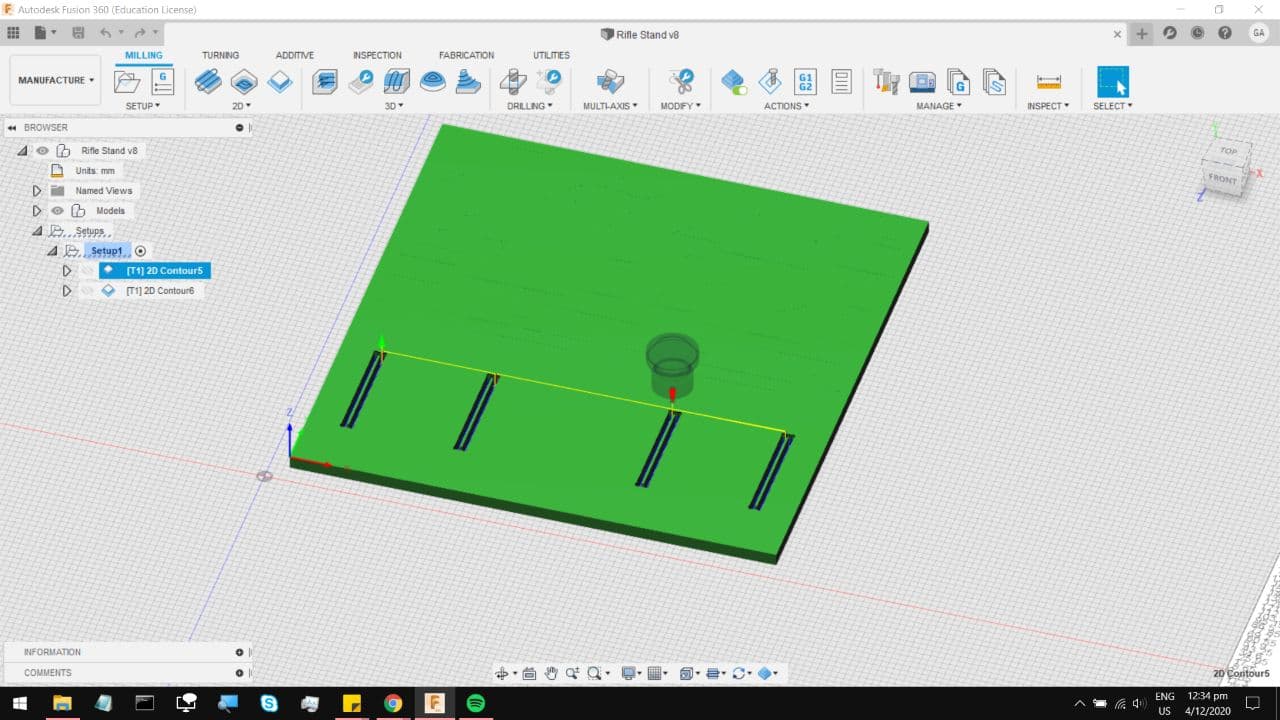 Autodesk Fusion 360 (Education License)
Rifle Stand v8
GA
MILLING TURNING ADDITIVE INSPECTION FABRICATION UTILITIES
MANUFACTURE
G
G1
G2
G
SETUP 2D 3D DRILLING MULTI-AXIS MODIFY ACTIONS MANAGE INSPECT SELECT
BROWSER
Rifle Stand v8
Units: mm
Named Views
Models
Setups
Setup1
[T1] 2D Contour5
[T1] 2D Contour6
TOP
FRONT
X
Z
Z
INFORMATION
COMMENTS
2D Contour5
ENG
US
12:34 pm
4/12/2020